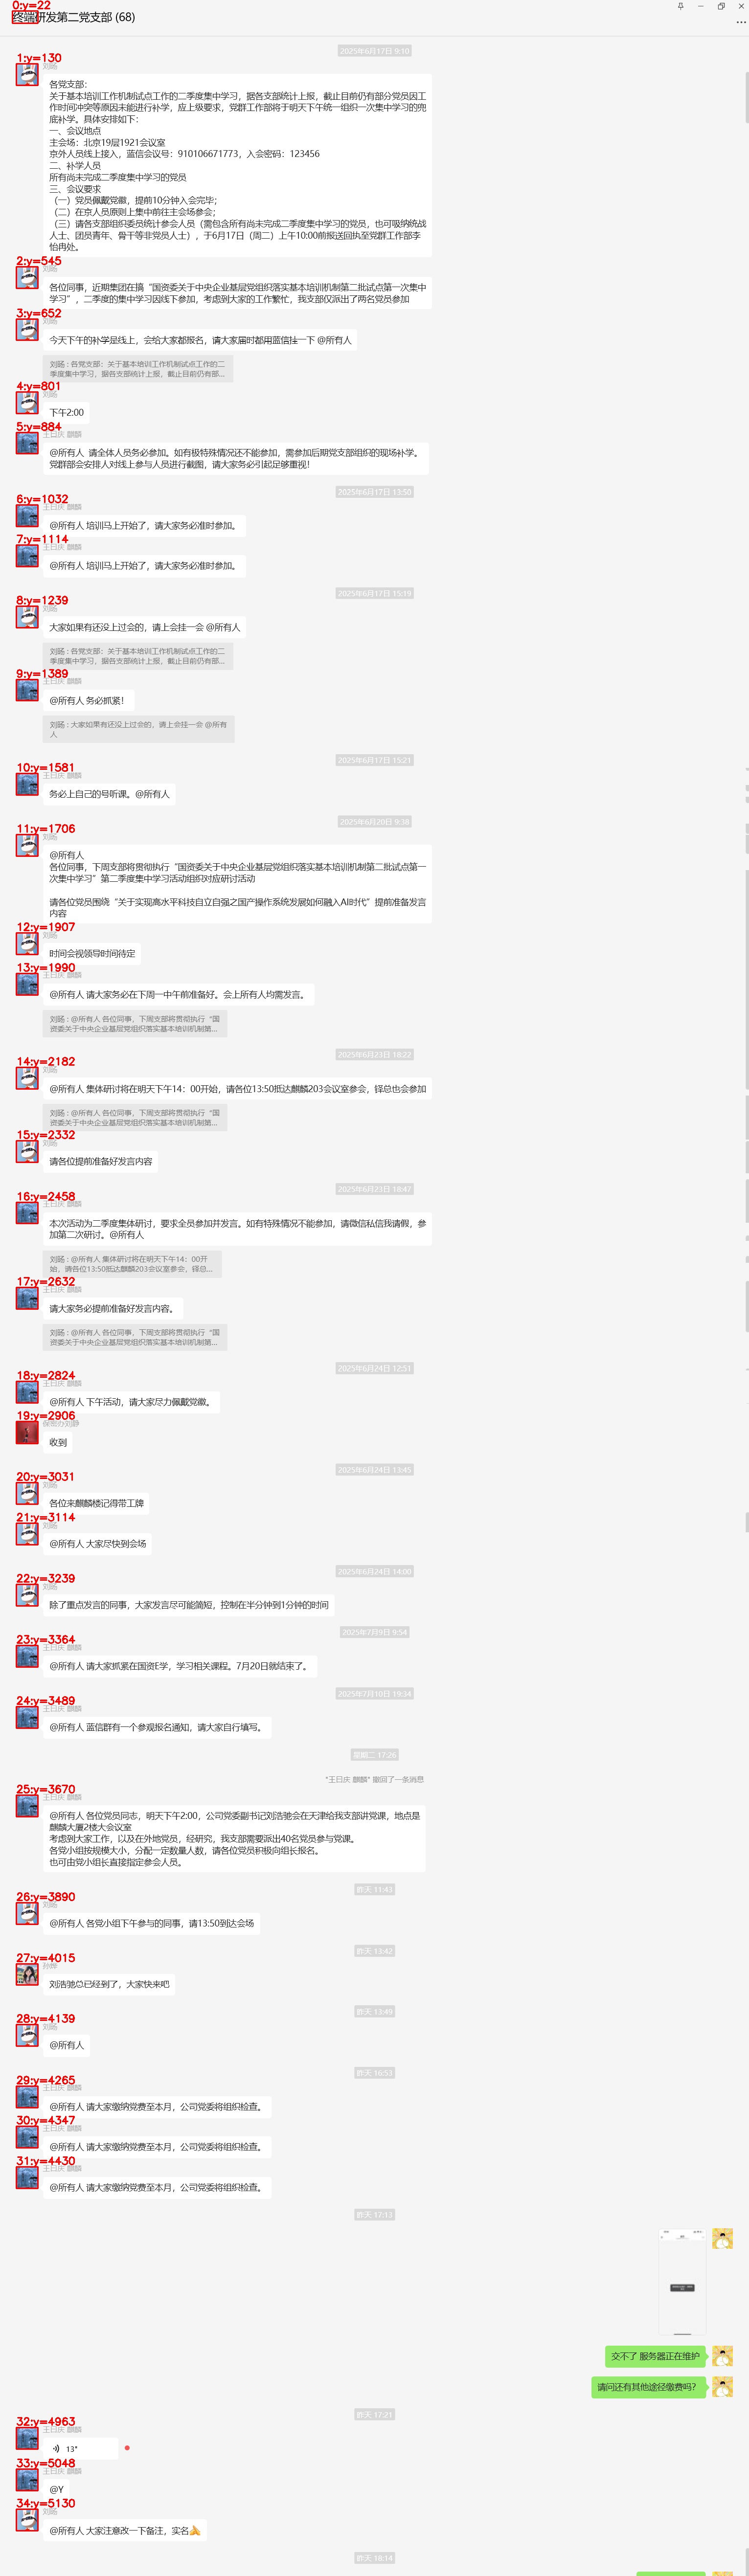 0:y=22
终端研发第二党支部 (68)
2025年6月17日 9:10
1:y=130
刘旸
各党支部：
关于基本培训工作机制试点工作的二季度集中学习，据各支部统计上报，截止目前仍有部分党员因工
作时间冲突等原因未能进行补学，应上级要求，党群工作部将于明天下午统一组织一次集中学习的兜
底补学。具体安排如下：
一、会议地点
主会场：北京19层1921会议室
京外人员线上接入，蓝信会议号：910106671773，入会密码：123456
二、补学人员
所有尚未完成二季度集中学习的党员
三、会议要求
（一）党员佩戴党徽，提前10分钟入会完毕；
（二）在京人员原则上集中前往主会场参会；
（三）请各支部组织委员统计参会人员（需包含所有尚未完成二季度集中学习的党员，也可吸纳统战
人士、团员青年、骨干等非党员人士），于6月17日（周二）上午10:00前报送回执至党群工作部李
怡冉处。
2:y=545
刘旸
各位同事，近期集团在搞“国资委关于中央企业基层党组织落实基本培训机制第二批试点第一次集中
学习”，二季度的集中学习因线下参加，考虑到大家的工作繁忙，我支部仅派出了两名党员参加
3:y=652
刘旸
今天下午的补学是线上，会给大家都报名，请大家届时都用蓝信挂一下 @所有人
刘旸 : 各党支部：关于基本培训工作机制试点工作的二
季度集中学习，据各支部统计上报，截止目前仍有部...
4:y=801
刘旸
下午2:00
5:y=884
王曰庆 麒麟
@所有人 请全体人员务必参加。如有极特殊情况还不能参加，需参加后期党支部组织的现场补学。
党群部会安排人对线上参与人员进行截图，请大家务必引起足够重视！
2025年6月17日 13:50
6:y=1032
王曰庆 麒麟
@所有人 培训马上开始了，请大家务必准时参加。
7:y=1114
王曰庆 麒麟
@所有人 培训马上开始了，请大家务必准时参加。
2025年6月17日 15:19
8:y=1239
刘旸
大家如果有还没上过会的，请上会挂一会 @所有人
刘旸 : 各党支部：关于基本培训工作机制试点工作的二
季度集中学习，据各支部统计上报，截止目前仍有部...
9:y=1389
王曰庆 麒麟
@所有人 务必抓紧！
刘旸 : 大家如果有还没上过会的，请上会挂一会 @所有
人
2025年6月17日 15:21
10:y=1581
王曰庆 麒麟
务必上自己的号听课。@所有人
2025年6月20日 9:38
11:y=1706
刘旸
@所有人
各位同事，下周支部将贯彻执行“国资委关于中央企业基层党组织落实基本培训机制第二批试点第一
次集中学习”第二季度集中学习活动组织对应研讨活动
请各位党员围绕“关于实现高水平科技自立自强之国产操作系统发展如何融入AI时代”提前准备发言
内容
12:y=1907
刘旸
时间会视领导时间待定
13:y=1990
王曰庆 麒麟
@所有人 请大家务必在下周一中午前准备好。会上所有人均需发言。
刘旸 : @所有人 各位同事，下周支部将贯彻执行“国
资委关于中央企业基层党组织落实基本培训机制第...
2025年6月23日 18:22
14:y=2182
刘旸
@所有人 集体研讨将在明天下午14：00开始，请各位13:50抵达麒麟203会议室参会，铎总也会参加
刘旸 : @所有人 各位同事，下周支部将贯彻执行“国
资委关于中央企业基层党组织落实基本培训机制第...
15:y=2332
刘旸
请各位提前准备好发言内容
2025年6月23日 18:47
16:y=2458
王曰庆 麒麟
本次活动为二季度集体研讨，要求全员参加并发言。如有特殊情况不能参加，请微信私信我请假，参
加第二次研讨。@所有人
刘旸 : @所有人 集体研讨将在明天下午14：00开
始，请各位13:50抵达麒麟203会议室参会，铎总...
17:y=2632
王曰庆 麒麟
请大家务必提前准备好发言内容。
刘旸 : @所有人 各位同事，下周支部将贯彻执行“国
资委关于中央企业基层党组织落实基本培训机制第...
2025年6月24日 12:51
18:y=2824
王曰庆 麒麟
@所有人 下午活动，请大家尽力佩戴党徽。
19:y=2906
收到
2025年6月24日 13:45
20:y=3031
刘旸
各位来麒麟楼记得带工牌
21:y=3114
刘旸
@所有人 大家尽快到会场
2025年6月24日 14:00
22:y=3239
刘旸
除了重点发言的同事，大家发言尽可能简短，控制在半分钟到1分钟的时间
2025年7月9日 9:54
23:y=3364
王曰庆 麒麟
@所有人 请大家抓紧在国资E学，学习相关课程。7月20日就结束了。
2025年7月10日 19:34
24:y=3489
王曰庆 麒麟
@所有人 蓝信群有一个参观报名通知，请大家自行填写。
星期二 17:26
"王曰庆 麒麟" 撤回了一条消息
25:y=3670
王曰庆 麒麟
@所有人 各位党员同志，明天下午2:00，公司党委副书记刘浩驰会在天津给我支部讲党课，地点是
麒麟大厦2楼大会议室
考虑到大家工作，以及在外地党员，经研究，我支部需要派出40名党员参与党课。
各党小组按规模大小，分配一定数量人数，请各位党员积极向组长报名。
也可由党小组长直接指定参会人员。
昨天 11:43
26:y=3890
刘旸
@所有人 各党小组下午参与的同事，请13:50到达会场
昨天 13:42
27:y=4015
孙烨
刘浩驰总已经到了，大家快来吧
昨天 13:49
28:y=4139
刘旸
@所有人
昨天 16:53
29:y=4265
王曰庆 麒麟
@所有人 请大家缴纳党费至本月，公司党委将组织检查。
30:y=4347
王曰庆 麒麟
@所有人 请大家缴纳党费至本月，公司党委将组织检查。
31:y=4430
王曰庆 麒麟
@所有人 请大家缴纳党费至本月，公司党委将组织检查。
昨天 17:13
交不了 服务器正在维护
请问还有其他途径缴费吗？
昨天 17:21
32:y=4963
王曰庆 麒麟
13"
33:y=5048
王曰庆 麒麟
@Y
34:y=5130
刘旸
@所有人 大家注意改一下备注，实名
昨天 18:14